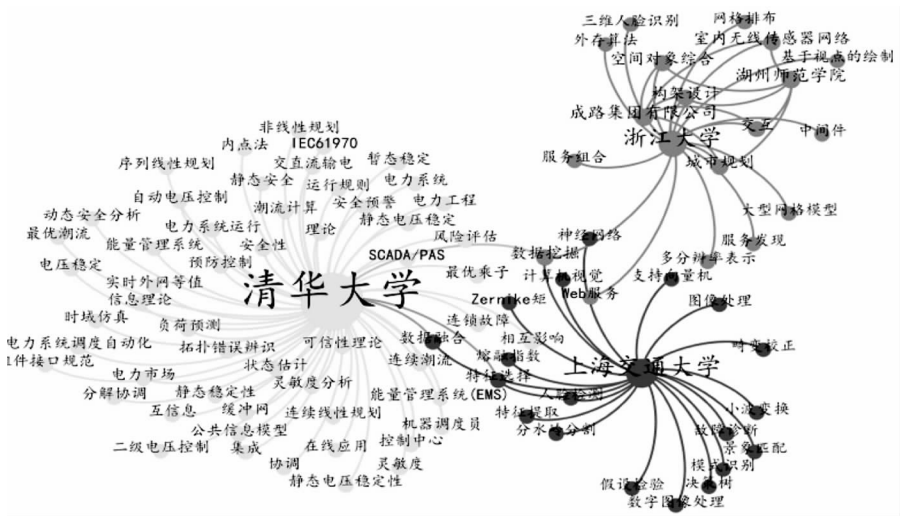 三维人脸识别
网格排布
外存算法
室内无线传感器网络
空间对象综合
基于视点的绘制
湖州师范学院
构架设计
成路集团有限公司
交互
中间件
浙江大学
服务组合
城市规划
大型网格模型
服务发现
多分辨率表示
非线性规划
内点法
IEC61970
序列线性规划
交直流输电
暂态稳定
静态安全
运行规则
电力系统
自动电压控制
潮流计算
安全预警
电力工程
动态安全分析
电力系统运行
理论
静态电压稳定
最优潮流
能量管理系统
安全性
风险评估
神经网络
SCADA/PAS
数据挖掘
电压稳定
预防控制
最优乘子
计算机视觉
支持向量机
实时外网等值
清华大学
Zernike矩
Web服务
图像处理
信息理论
时域仿真
负荷预测
连锁故障
电力系统调度自动化
拓扑错误辨识
可信性理论
数据融合
相互影响
畸变校正
件接口规范
状态估计
连续潮流
熔融指数
上海交通大学
电力市场
灵敏度分析
特征选择
分解协调
静态稳定性
能量管理系统(EMS)
人脸检测
互信息
缓冲网
连续线性规划
特征提取
小波变换
公共信息模型
机器调度员
分水岭分割
故障诊断
二级电压控制
集成
在线应用
控制中心
景象匹配
协调
灵敏度
模式识别
静态电压稳定性
假设检验
决策树
数字图像处理